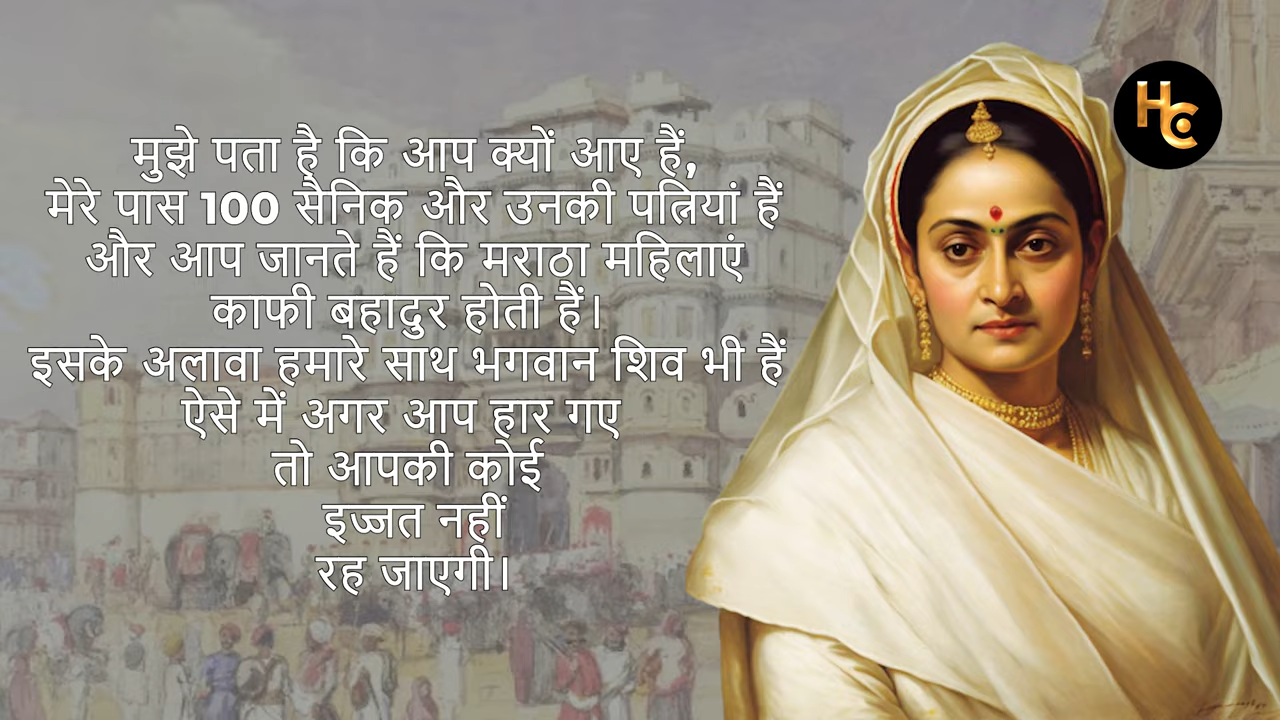 मुझे पता है कि आप क्यों आए हैं,
मेरे पास 100 सैनिक और उनकी पत्नियां हैं
और आप जानते हैं कि मराठा महिलाएं
काफी बहादुर होती हैं।
इसके अलावा हमारे साथ भगवान शिव भी हैं
ऐसे में अगर आप हार गए
तो आपकी कोई
इज्जत नहीं
रह जाएगी।
HC